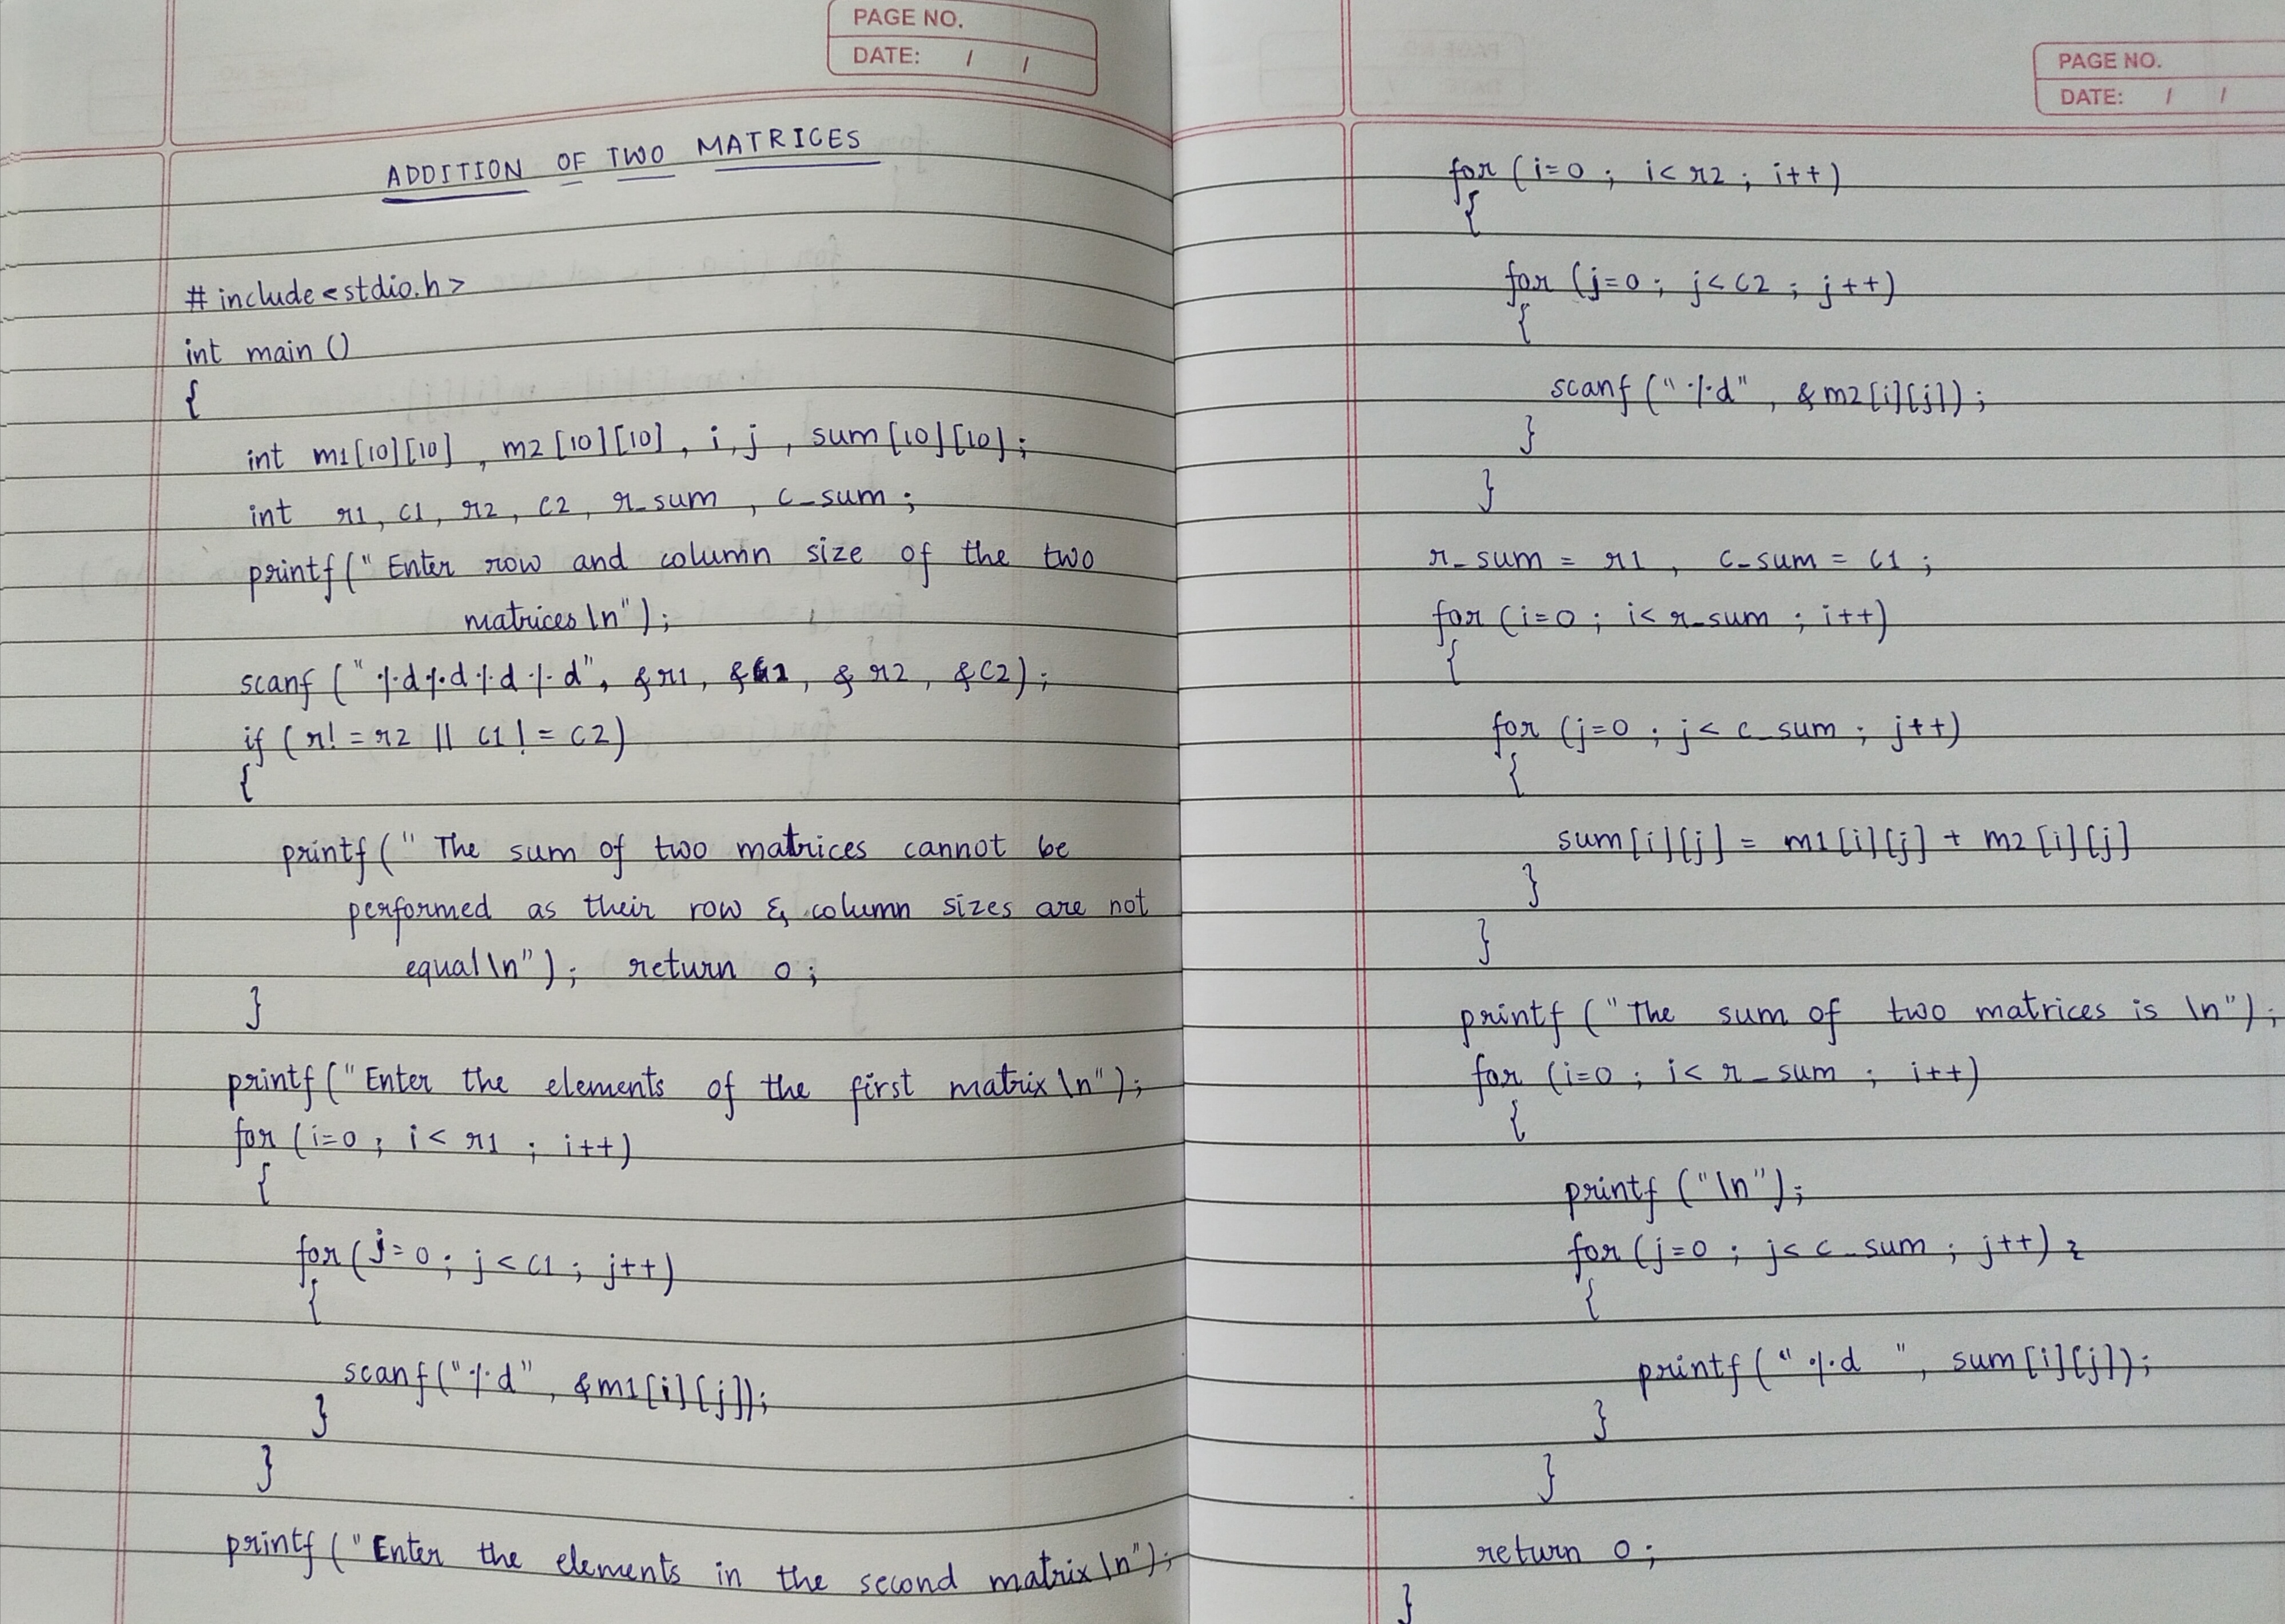 PAGE NO.
DATE: / /
ADDITION OF TWO MATRICES
#include<stdio.h>
int main ()
{
int m1[10][10], m2[10][10], i, j, sum[10][10];
int r1, c1, r2, c2, r_sum, c_sum;
printf("Enter row and column size of the two
matrices\n");
scanf("%d%d%d%d", &r1, &c1, &r2, &c2);
if (r!=r2 || c1!=c2)
{
printf("The sum of two matrices cannot be
performed as their row & column sizes are not
equal\n"); return 0;
}
printf("Enter the elements of the first matrix\n");
for (i=0; i<r1; i++)
{
for(j=0; j<c1; j++)
{
scanf("%d", &m1[i][j]);
}
}
printf("Enter the elements in the second matrix\n");
PAGE NO.
DATE: / /
for (i=0; i<r2; i++)
{
for (j=0; j<c2; j++)
{
scanf("%d", &m2[i][j]);
}
}
r_sum = r1, c_sum = c1;
for (i=0; i<r_sum; i++)
{
for (j=0; j<c_sum; j++)
{
sum[i][j] = m1[i][j] + m2[i][j]
}
}
printf("The sum of two matrices is \n");
for (i=0; i<r_sum; i++)
{
printf("\n");
for(j=0; j<c_sum; j++)
{
printf("%d ", sum[i][j]);
}
}
return 0;
}